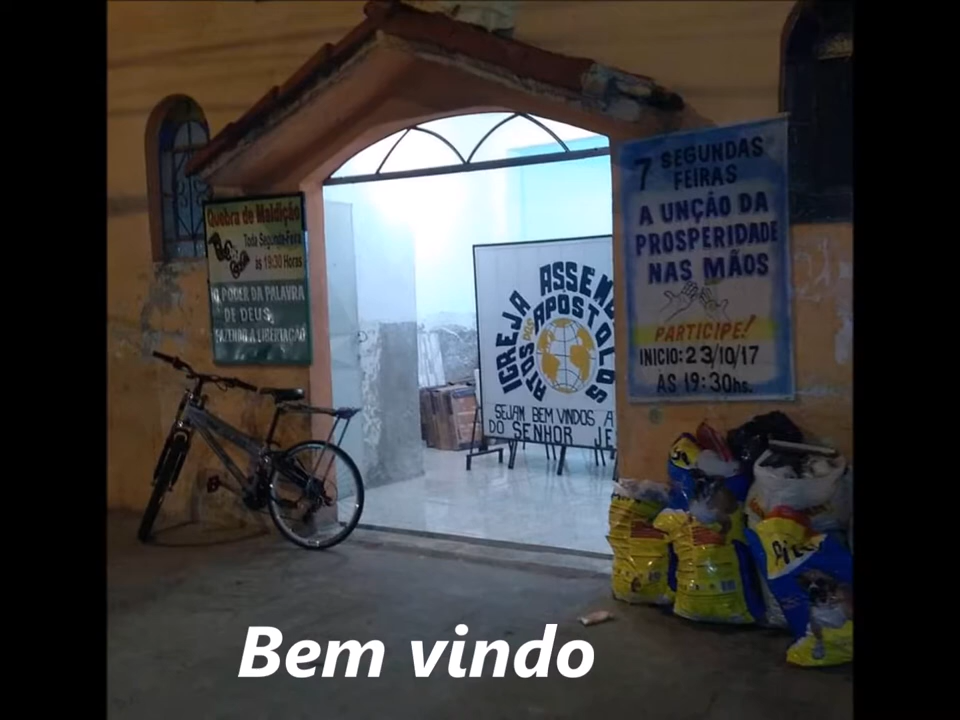 Quebra de Maldição
Toda Segunda-Feira
às 19:30 Horas
O PODER DA PALAVRA
DE DEUS
FAZENDO A LIBERTAÇÃO
IGREJA ASSEMB
ATOS DOS APOSTOLOS
SEJAM BEM VINDOS A
DO SENHOR JE
7 SEGUNDAS
FEIRAS
A UNÇÃO DA
PROSPERIDADE
NAS MÃOS
PARTICIPE!
INICIO: 23/10/17
ÀS 19:30hs.
Bem vindo